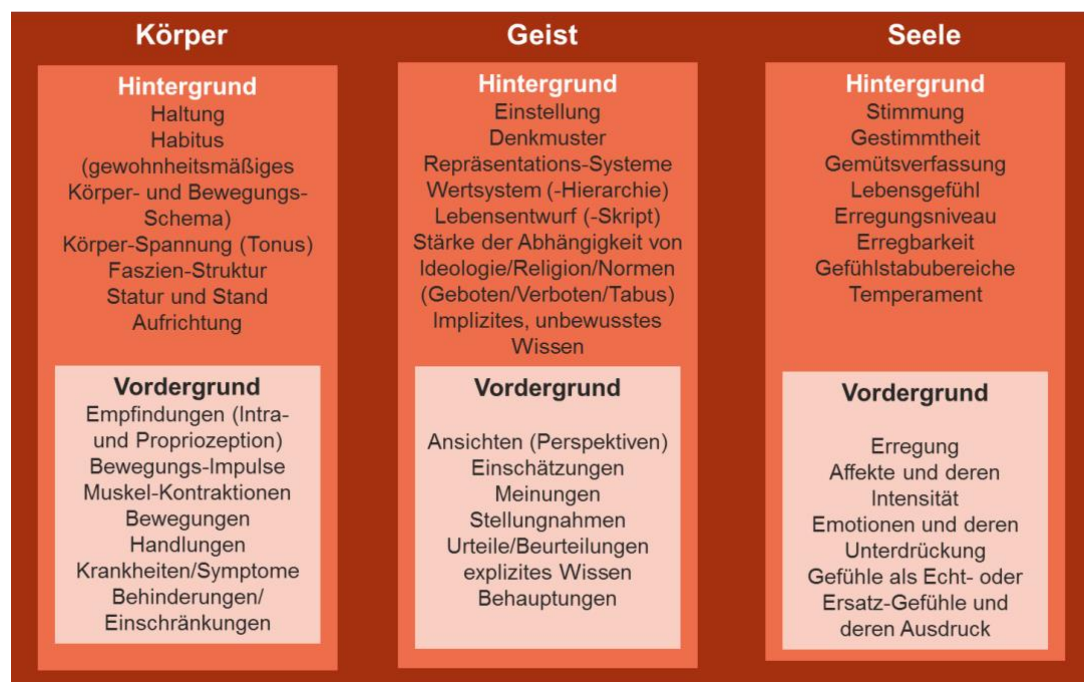 Körper
Hintergrund
Haltung
Habitus
(gewohnheitsmäßiges
Körper- und Bewegungs-
Schema)
Körper-Spannung (Tonus)
Faszien-Struktur
Statur und Stand
Aufrichtung
Vordergrund
Empfindungen (Intra-
und Propriozeption)
Bewegungs-Impulse
Muskel-Kontraktionen
Bewegungen
Handlungen
Krankheiten/Symptome
Behinderungen/
Einschränkungen
Geist
Hintergrund
Einstellung
Denkmuster
Repräsentations-Systeme
Wertsystem (-Hierarchie)
Lebensentwurf (-Skript)
Stärke der Abhängigkeit von
Ideologie/Religion/Normen
(Geboten/Verboten/Tabus)
Implizites, unbewusstes
Wissen
Vordergrund
Ansichten (Perspektiven)
Einschätzungen
Meinungen
Stellungnahmen
Urteile/Beurteilungen
explizites Wissen
Behauptungen
Seele
Hintergrund
Stimmung
Gestimmtheit
Gemütsverfassung
Lebensgefühl
Erregungsniveau
Erregbarkeit
Gefühlstabubereiche
Temperament
Vordergrund
Erregung
Affekte und deren
Intensität
Emotionen und deren
Unterdrückung
Gefühle als Echt- oder
Ersatz-Gefühle und
deren Ausdruck